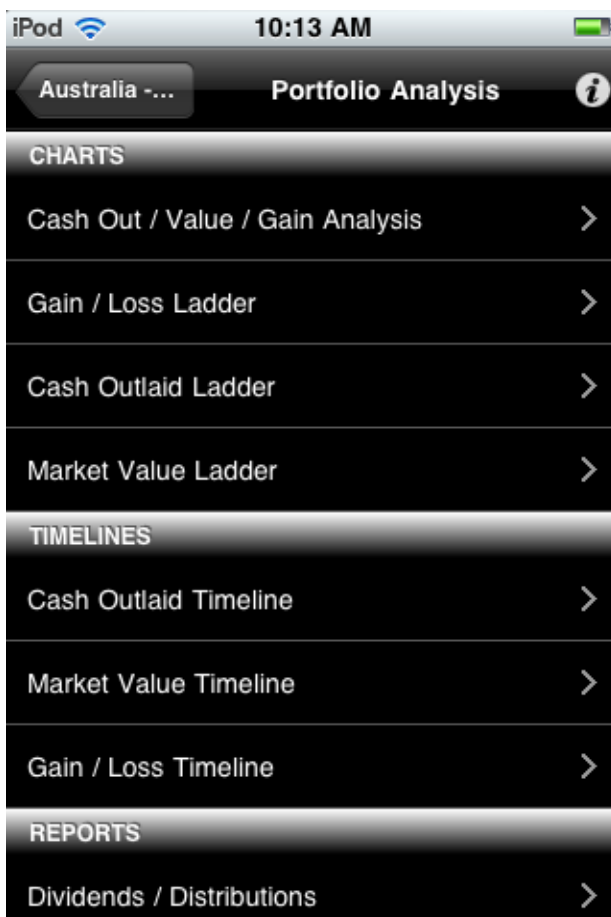 iPod 10:13 AM
Australia -... Portfolio Analysis i
CHARTS
Cash Out / Value / Gain Analysis
Gain / Loss Ladder
Cash Outlaid Ladder
Market Value Ladder
TIMELINES
Cash Outlaid Timeline
Market Value Timeline
Gain / Loss Timeline
REPORTS
Dividends / Distributions